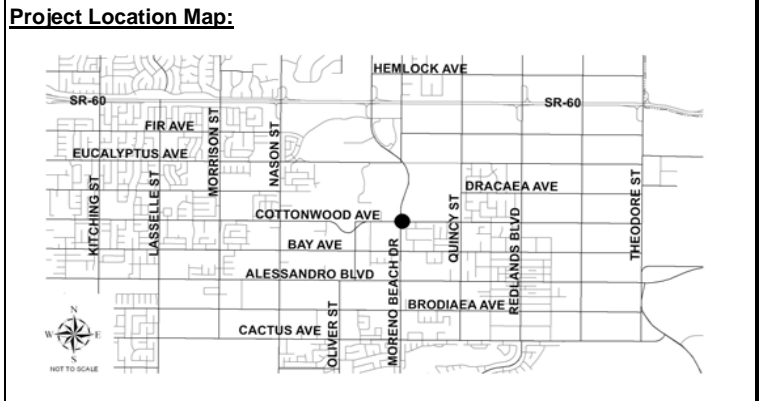 Project Location Map:
HEMLOCK AVE
SR-60
SR-60
FIR AVE
EUCALYPTUS AVE
MORRISON ST
NASON ST
KITCHING ST
LASSELLE ST
DRACAEA AVE
COTTONWOOD AVE
QUINCY ST
REDLANDS BLVD
THEODORE ST
BAY AVE
MORENO BEACH DR
ALESSANDRO BLVD
BRODIAEA AVE
OLIVER ST
CACTUS AVE
N
W
E
S
NOT TO SCALE